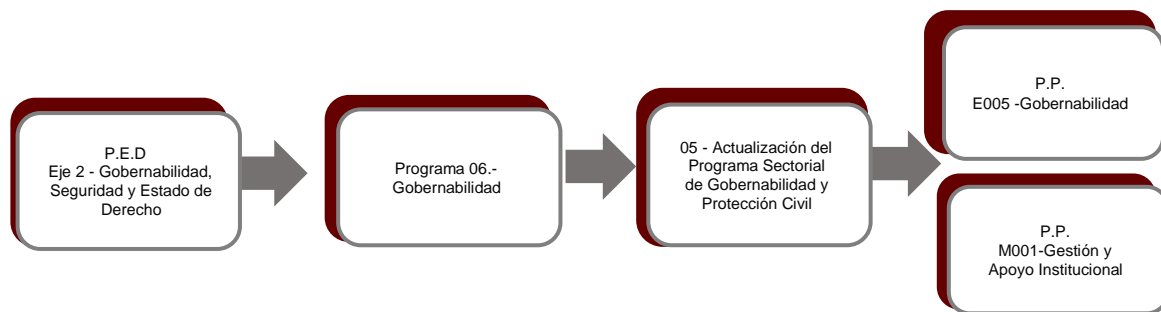 P.E.D
Eje 2 - Gobernabilidad,
Seguridad y Estado de
Derecho
Programa 06.-
Gobernabilidad
05 - Actualización del
Programa Sectorial
de Gobernabilidad y
Protección Civil
P.P.
E005 -Gobernabilidad
P.P.
M001-Gestión y
Apoyo Institucional